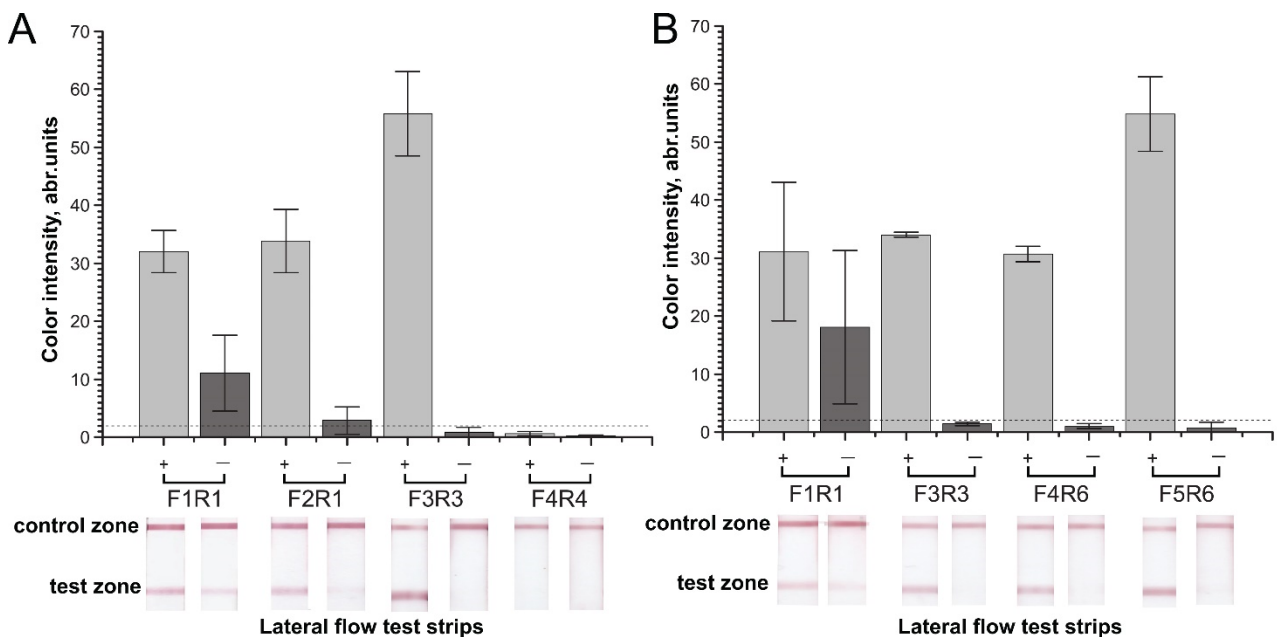 A
Color intensity, abr.units
70
60
50
40
30
20
10
0
+ − + − + − + −
F1R1 F2R1 F3R3 F4R4
control zone
test zone
Lateral flow test strips
B
Color intensity, abr.units
70
60
50
40
30
20
10
0
+ − + − + − + −
F1R1 F3R3 F4R6 F5R6
control zone
test zone
Lateral flow test strips